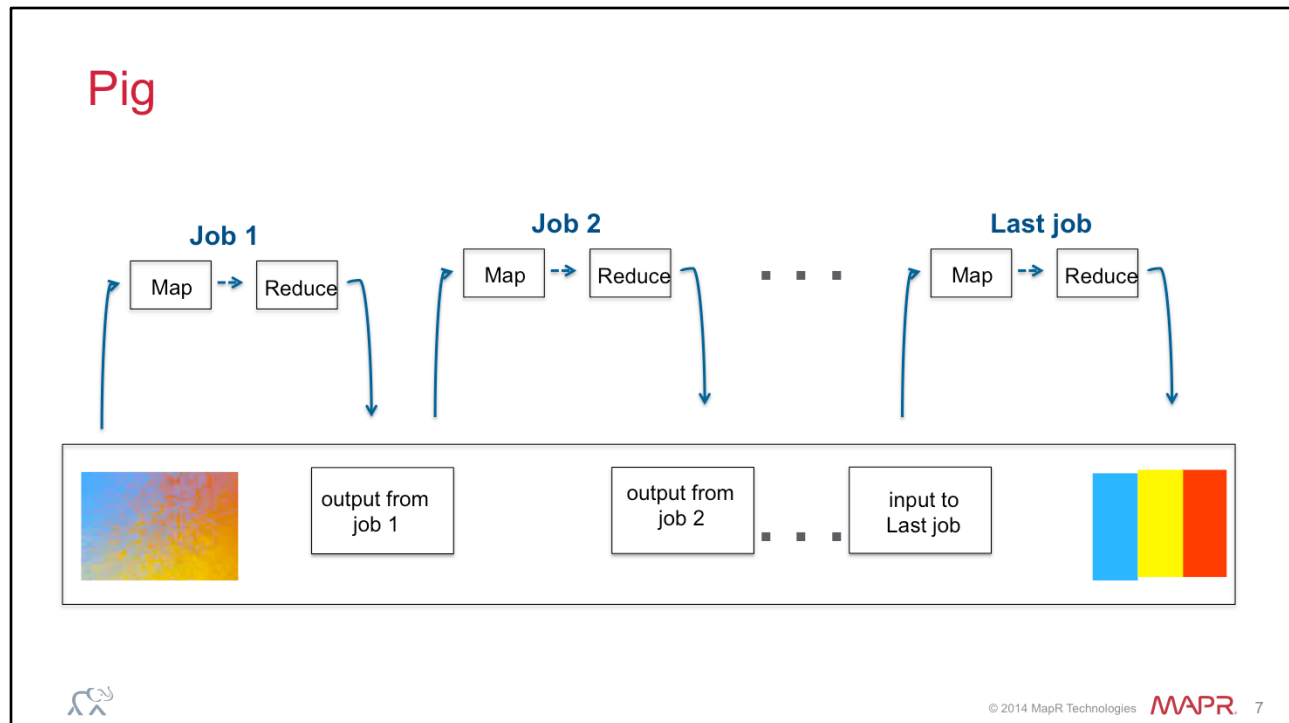 Pig
Job 1
Map
Reduce
Job 2
Map
Reduce
Last job
Map
Reduce
output from
job 1
output from
job 2
input to
Last job
© 2014 MapR Technologies
MAPR.
7